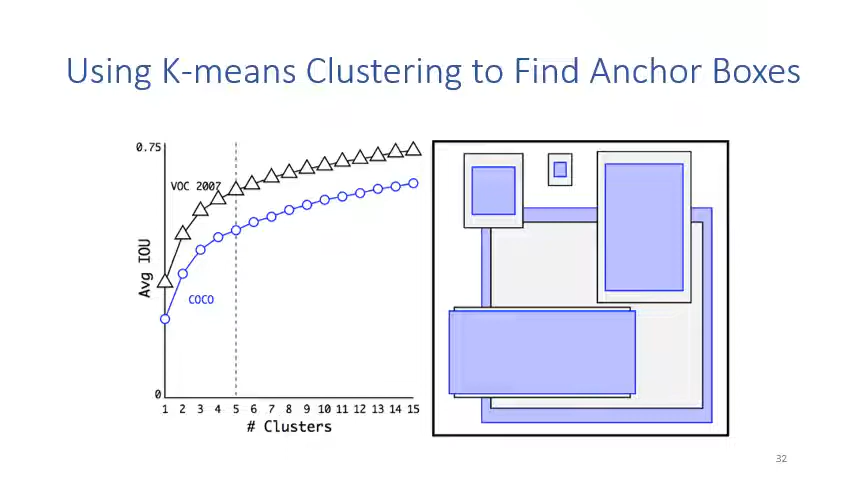 Using K-means Clustering to Find Anchor Boxes
0.75
VOC 2007
Avg IOU
COCO
0
1 2 3 4 5 6 7 8 9 10 11 12 13 14 15
# Clusters
32